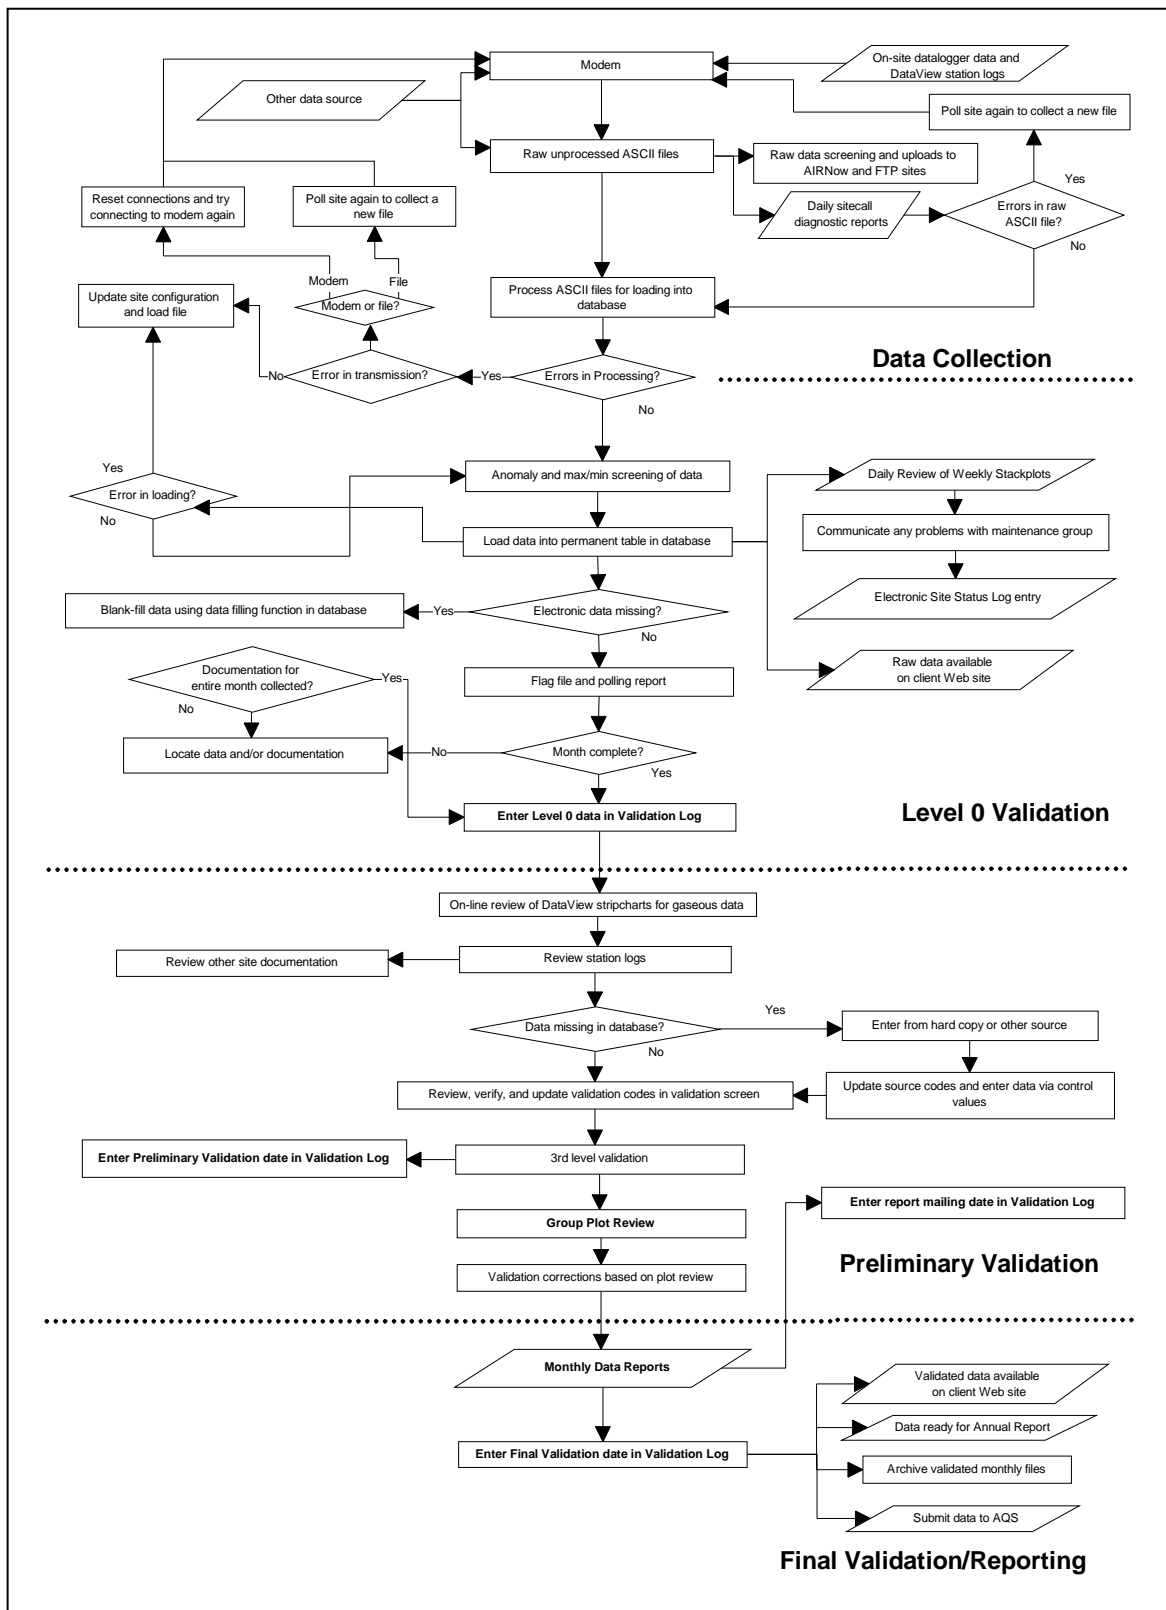 Modem
On-site datalogger data and
DataView station logs
Other data source
Poll site again to collect a new file
Raw unprocessed ASCII files
Raw data screening and uploads to
AIRNow and FTP sites
Yes
Reset connections and try
connecting to modem again
Poll site again to collect a
new file
Daily sitecall
diagnostic reports
Errors in raw
ASCII file?
No
Modem
File
Process ASCII files for loading into
database
Update site configuration
and load file
Modem or file?
Data Collection
No
Error in transmission?
Yes
Errors in Processing?
No
Yes
Anomaly and max/min screening of data
Daily Review of Weekly Stackplots
Error in loading?
No
Communicate any problems with maintenance group
Load data into permanent table in database
Electronic Site Status Log entry
Blank-fill data using data filling function in database
Yes
Electronic data missing?
No
Documentation for
entire month collected?
Yes
No
Flag file and polling report
Raw data available
on client Web site
Locate data and/or documentation
No
Month complete?
Yes
Enter Level 0 data in Validation Log
Level 0 Validation
On-line review of DataView stripcharts for gaseous data
Review other site documentation
Review station logs
Yes
Data missing in database?
Enter from hard copy or other source
No
Review, verify, and update validation codes in validation screen
Update source codes and enter data via control
values
Enter Preliminary Validation date in Validation Log
3rd level validation
Enter report mailing date in Validation Log
Group Plot Review
Preliminary Validation
Validation corrections based on plot review
Monthly Data Reports
Validated data available
on client Web site
Data ready for Annual Report
Enter Final Validation date in Validation Log
Archive validated monthly files
Submit data to AQS
Final Validation/Reporting